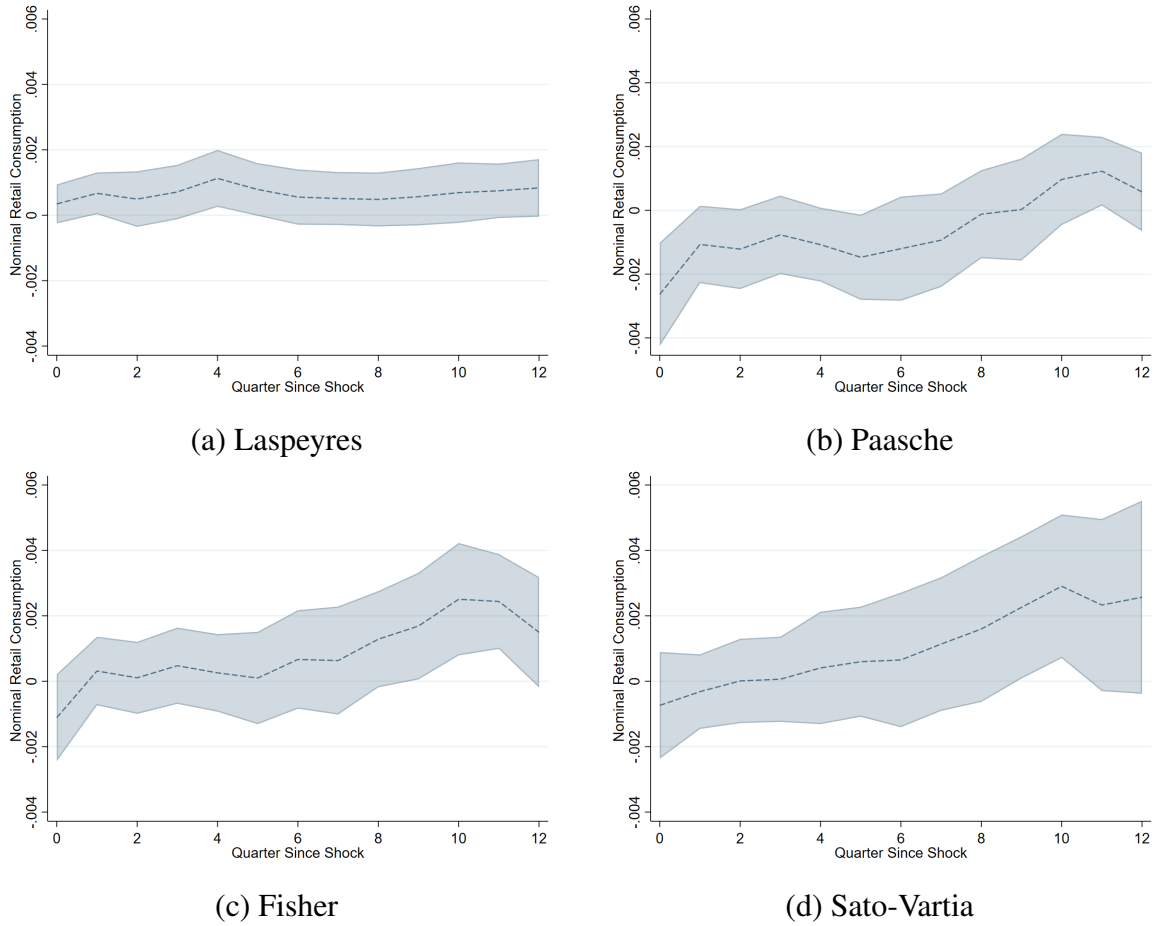 .006
.004
.002
0
-.002
-.004
Nominal Retail Consumption
0 2 4 6 8 10 12
Quarter Since Shock
(a) Laspeyres
.006
.004
.002
0
-.002
-.004
Nominal Retail Consumption
0 2 4 6 8 10 12
Quarter Since Shock
(b) Paasche
.006
.004
.002
0
-.002
-.004
Nominal Retail Consumption
0 2 4 6 8 10 12
Quarter Since Shock
(c) Fisher
.006
.004
.002
0
-.002
-.004
Nominal Retail Consumption
0 2 4 6 8 10 12
Quarter Since Shock
(d) Sato-Vartia